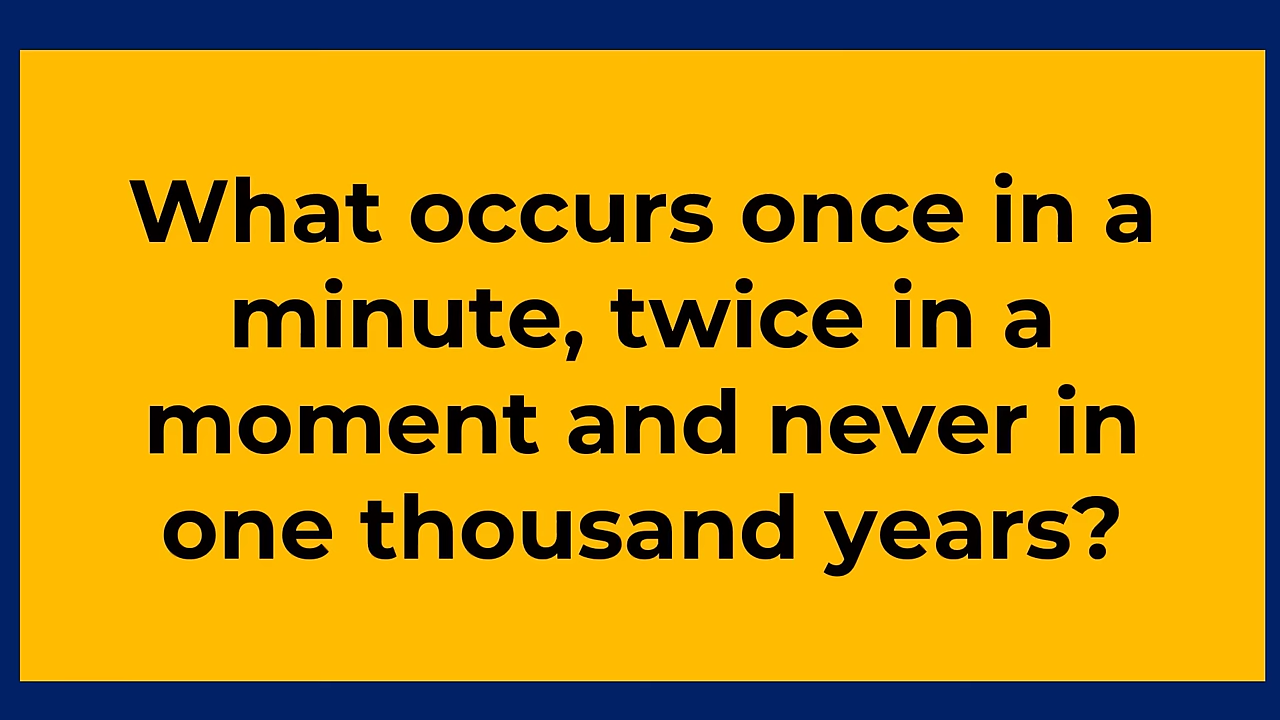 What occurs once in a
minute, twice in a
moment and never in
one thousand years?